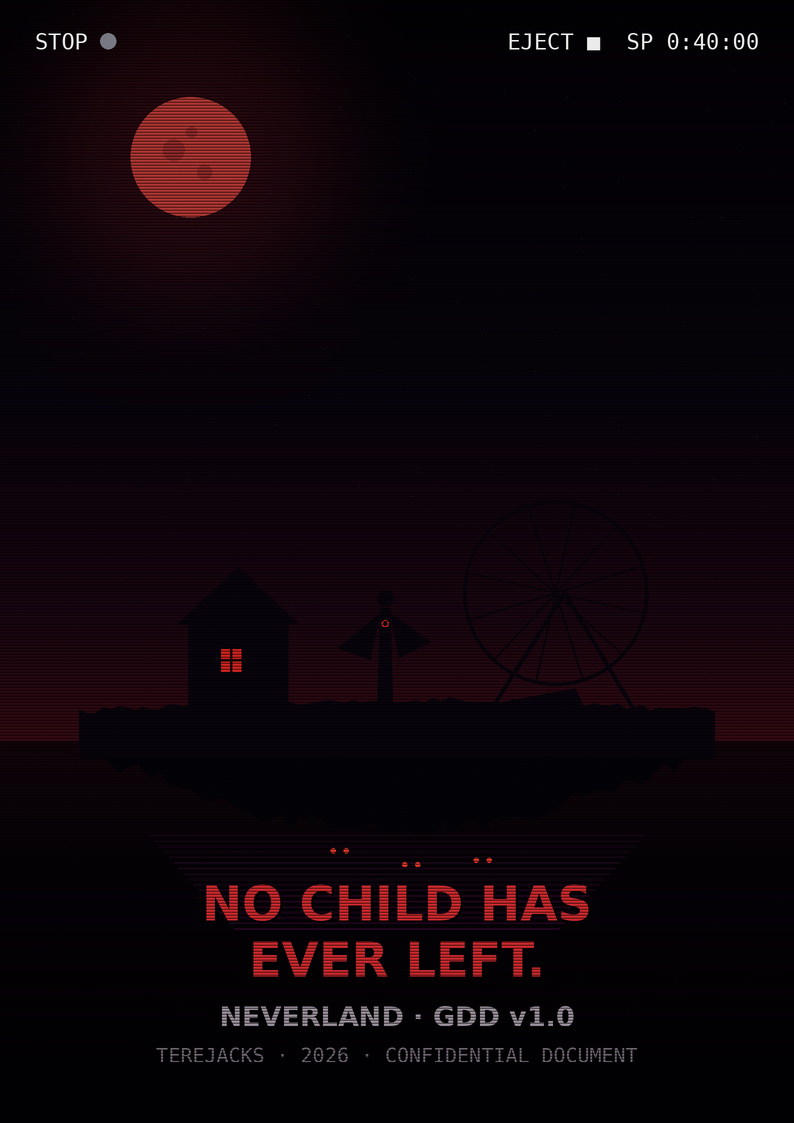 STOP ● EJECT ■ SP 0:40:00
NO CHILD HAS
EVER LEFT.
NEVERLAND · GDD v1.0
TEREJACKS · 2026 · CONFIDENTIAL DOCUMENT